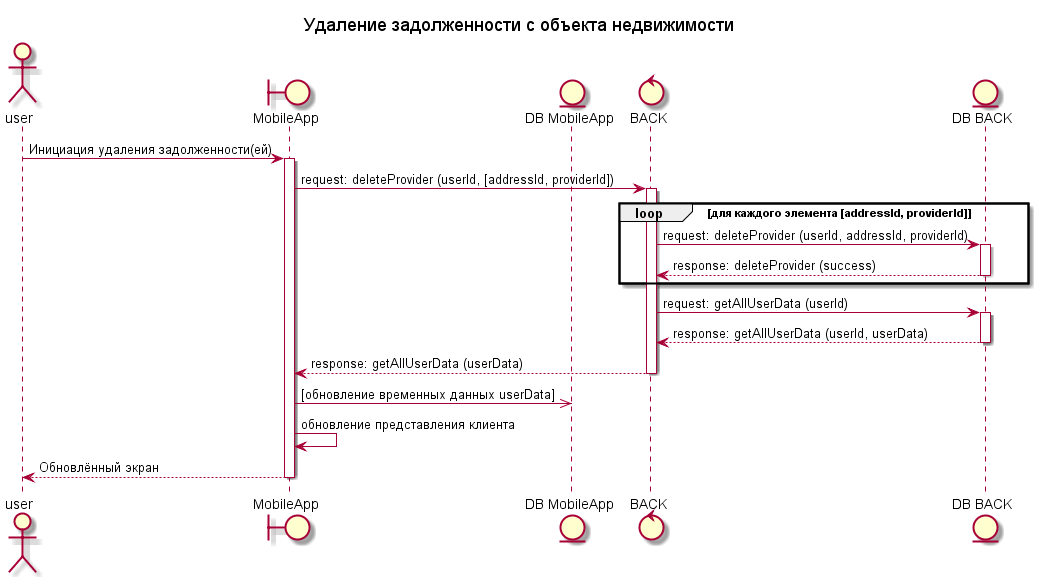 Удаление задолженности с объекта недвижимости
user
MobileApp
DB MobileApp
BACK
DB BACK
Инициация удаления задолженности(ей)
request: deleteProvider (userId, [addressId, providerId])
loop
[для каждого элемента [addressId, providerId]]
request: deleteProvider (userId, addressId, providerId)
response: deleteProvider (success)
request: getAllUserData (userId)
response: getAllUserData (userId, userData)
response: getAllUserData (userData)
[обновление временных данных userData]
обновление представления клиента
Обновлённый экран
user
MobileApp
DB MobileApp
BACK
DB BACK